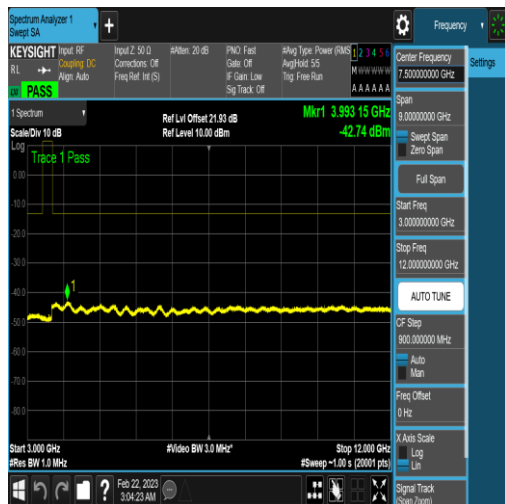 Spectrum Analyzer 1
Swept SA
Frequency
KEYSIGHT
RL
Input: RF
Coupling: DC
Align: Auto
Input Z: 50 Ω
Corrections: Off
Freq Ref: Int (S)
#Atten: 20 dB
PNO: Fast
Gate: Off
IF Gain: Low
Sig Track: Off
#Avg Type: Power (RMS
Avg|Hold: 5/5
Trig: Free Run
1 2 3 4 5 6
M W W W W W
A A A A A A
PASS
1 Spectrum
Scale/Div 10 dB
Log
Ref Lvl Offset 21.93 dB
Ref Level 10.00 dBm
Mkr1 3.993 15 GHz
-42.74 dBm
Trace 1 Pass
0.00
-10.0
-20.0
-30.0
-40.0
-50.0
-60.0
-70.0
-80.0
1
Start 3.000 GHz
#Res BW 1.0 MHz
#Video BW 3.0 MHz*
Stop 12.000 GHz
#Sweep ~1.00 s (20001 pts)
Feb 22, 2023
3:04:23 AM
Settings
Center Frequency
7.500000000 GHz
Span
9.00000000 GHz
Swept Span
Zero Span
Full Span
Start Freq
3.000000000 GHz
Stop Freq
12.000000000 GHz
AUTO TUNE
CF Step
900.000000 MHz
Auto
Man
Freq Offset
0 Hz
X Axis Scale
Log
Lin
Signal Track
(Span Zoom)